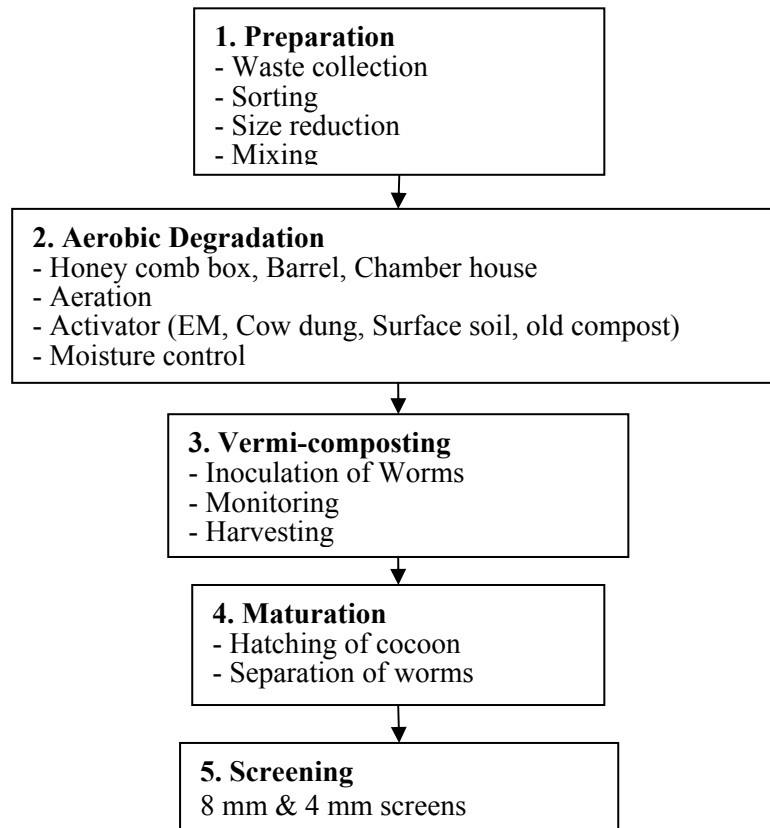 1. Preparation
- Waste collection
- Sorting
- Size reduction
- Mixing
2. Aerobic Degradation
- Honey comb box, Barrel, Chamber house
- Aeration
- Activator (EM, Cow dung, Surface soil, old compost)
- Moisture control
3. Vermi-composting
- Inoculation of Worms
- Monitoring
- Harvesting
4. Maturation
- Hatching of cocoon
- Separation of worms
5. Screening
8 mm & 4 mm screens